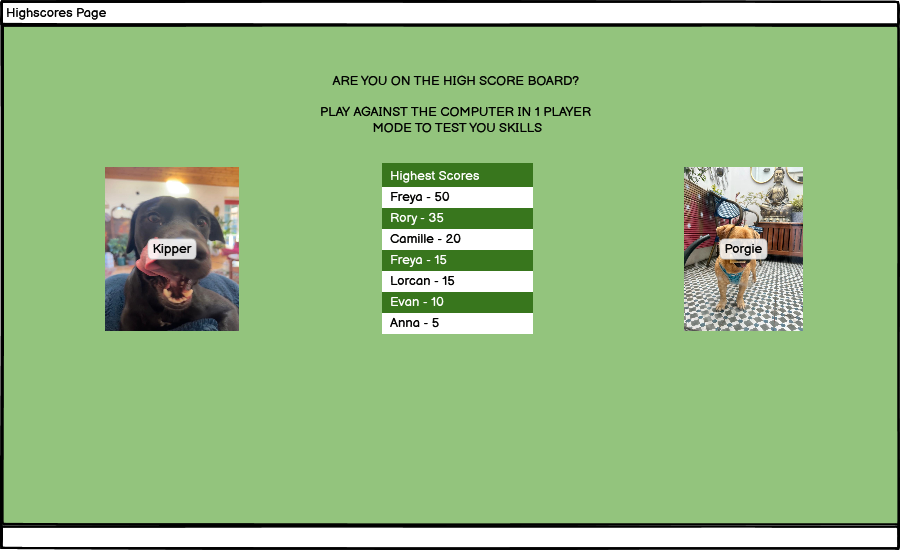 Highscores Page
ARE YOU ON THE HIGH SCORE BOARD?
PLAY AGAINST THE COMPUTER IN 1 PLAYER
MODE TO TEST YOU SKILLS
Highest Scores
Freya - 50
Rory - 35
Camille - 20
Freya - 15
Lorcan - 15
Evan - 10
Anna - 5
Kipper
Porgie